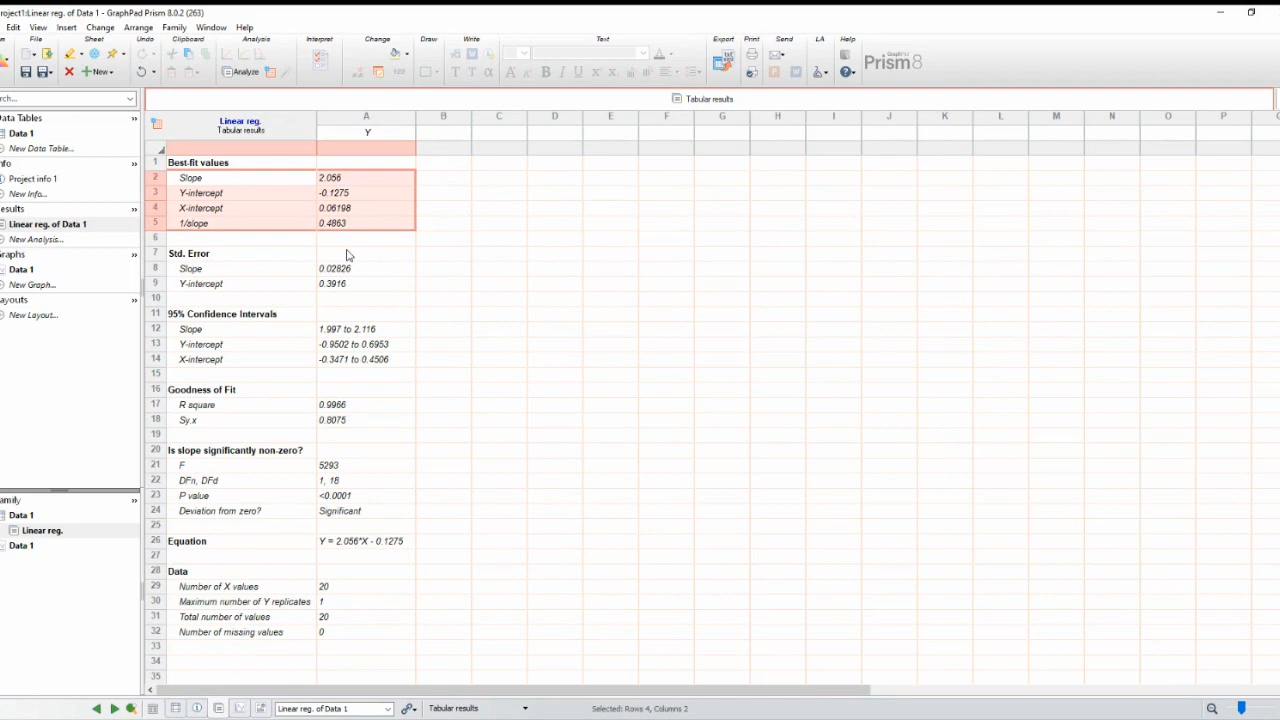 roject1:Linear reg. of Data 1 - GraphPad Prism 8.0.2 (263)
Edit View Insert Change Arrange Family Window Help
File Sheet Undo Clipboard Analysis Interpret Change Draw Write Text Export Print Send LA Help
Analyze
New
Prism 8
rch...
Data Tables
Data 1
New Data Table...
nfo
Project info 1
New Info...
esults
Linear reg. of Data 1
New Analysis...
raphs
Data 1
New Graph...
ayouts
New Layout...
amily
Data 1
Linear reg.
Data 1
Tabular results
Linear reg.
Tabular results
A B C D E F G H I J K L M N O P
Y
1 Best-fit values
2 Slope 2.056
3 Y-intercept -0.1275
4 X-intercept 0.06198
5 1/slope 0.4863
6
7 Std. Error
8 Slope 0.02826
9 Y-intercept 0.3916
10
11 95% Confidence Intervals
12 Slope 1.997 to 2.116
13 Y-intercept -0.9502 to 0.6953
14 X-intercept -0.3471 to 0.4506
15
16 Goodness of Fit
17 R square 0.9966
18 Sy.x 0.8075
19
20 Is slope significantly non-zero?
21 F 5293
22 DFn, DFd 1, 18
23 P value <0.0001
24 Deviation from zero? Significant
25
26 Equation Y = 2.056*X - 0.1275
27
28 Data
29 Number of X values 20
30 Maximum number of Y replicates 1
31 Total number of values 20
32 Number of missing values 0
33
34
35
Linear reg. of Data 1
Tabular results
Selected: Rows 4, Columns 2